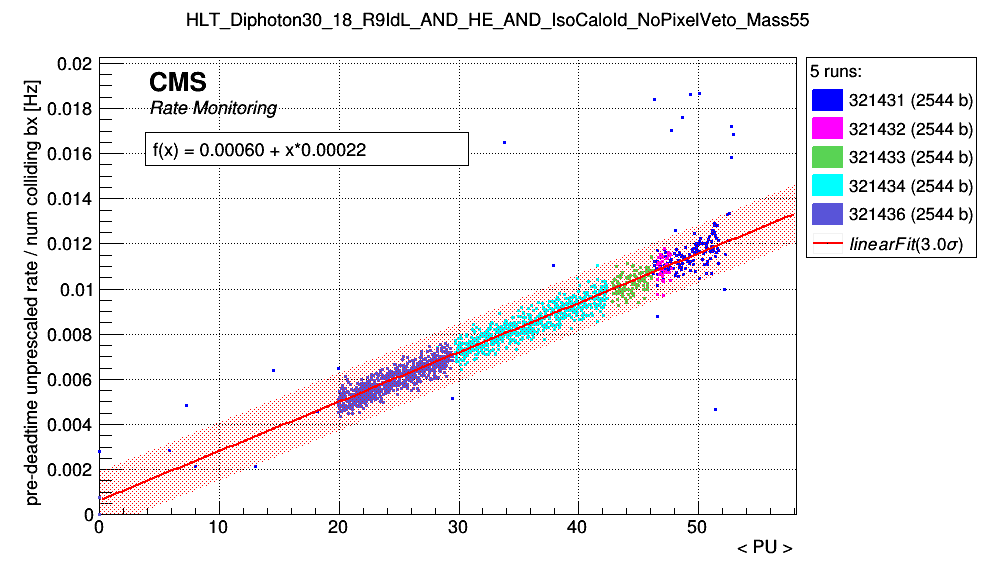 HLT_Diphoton30_18_R9IdL_AND_HE_AND_IsoCaloId_NoPixelVeto_Mass55
pre-deadtime unprescaled rate / num colliding bx [Hz]
0.02
0.018
0.016
0.014
0.012
0.01
0.008
0.006
0.004
0.002
0
CMS
Rate Monitoring
f(x) = 0.00060 + x*0.00022
5 runs:
321431 (2544 b)
321432 (2544 b)
321433 (2544 b)
321434 (2544 b)
321436 (2544 b)
linearFit(3.0σ)
0 10 20 30 40 50
< PU >